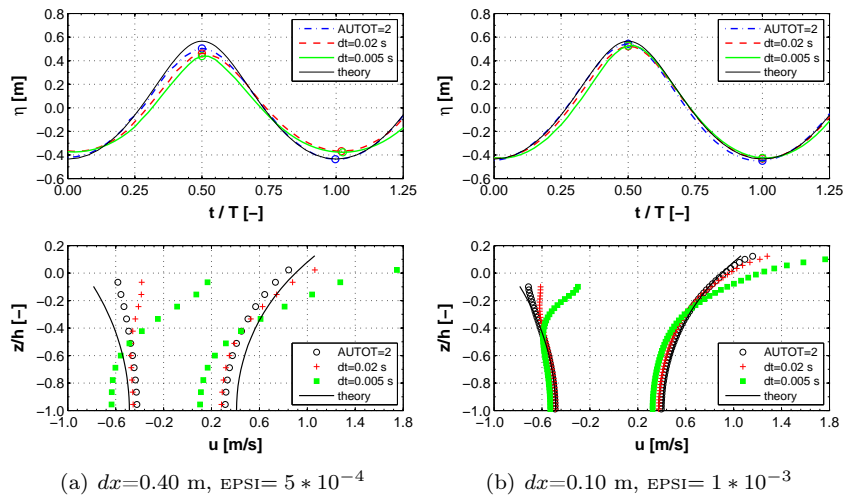 0.8
0.6
0.4
0.2
0.0
−0.2
−0.4
−0.6
η [m]
0.00 0.25 0.50 0.75 1.00 1.25
t / T [−]
AUTOT=2
dt=0.02 s
dt=0.005 s
theory
0.8
0.6
0.4
0.2
0.0
−0.2
−0.4
−0.6
η [m]
0.00 0.25 0.50 0.75 1.00 1.25
t / T [−]
AUTOT=2
dt=0.02 s
dt=0.005 s
theory
0.2
0.0
−0.2
−0.4
−0.6
−0.8
−1.0
z/h [−]
−1.0 −0.6 −0.2 0.2 0.6 1.0 1.4 1.8
u [m/s]
AUTOT=2
dt=0.02 s
dt=0.005 s
theory
0.2
0.0
−0.2
−0.4
−0.6
−0.8
−1.0
z/h [−]
−1.0 −0.6 −0.2 0.2 0.6 1.0 1.4 1.8
u [m/s]
AUTOT=2
dt=0.02 s
dt=0.005 s
theory
(a) dx=0.40 m, EPSI= 5 ∗ 10⁻⁴
(b) dx=0.10 m, EPSI= 1 ∗ 10⁻³